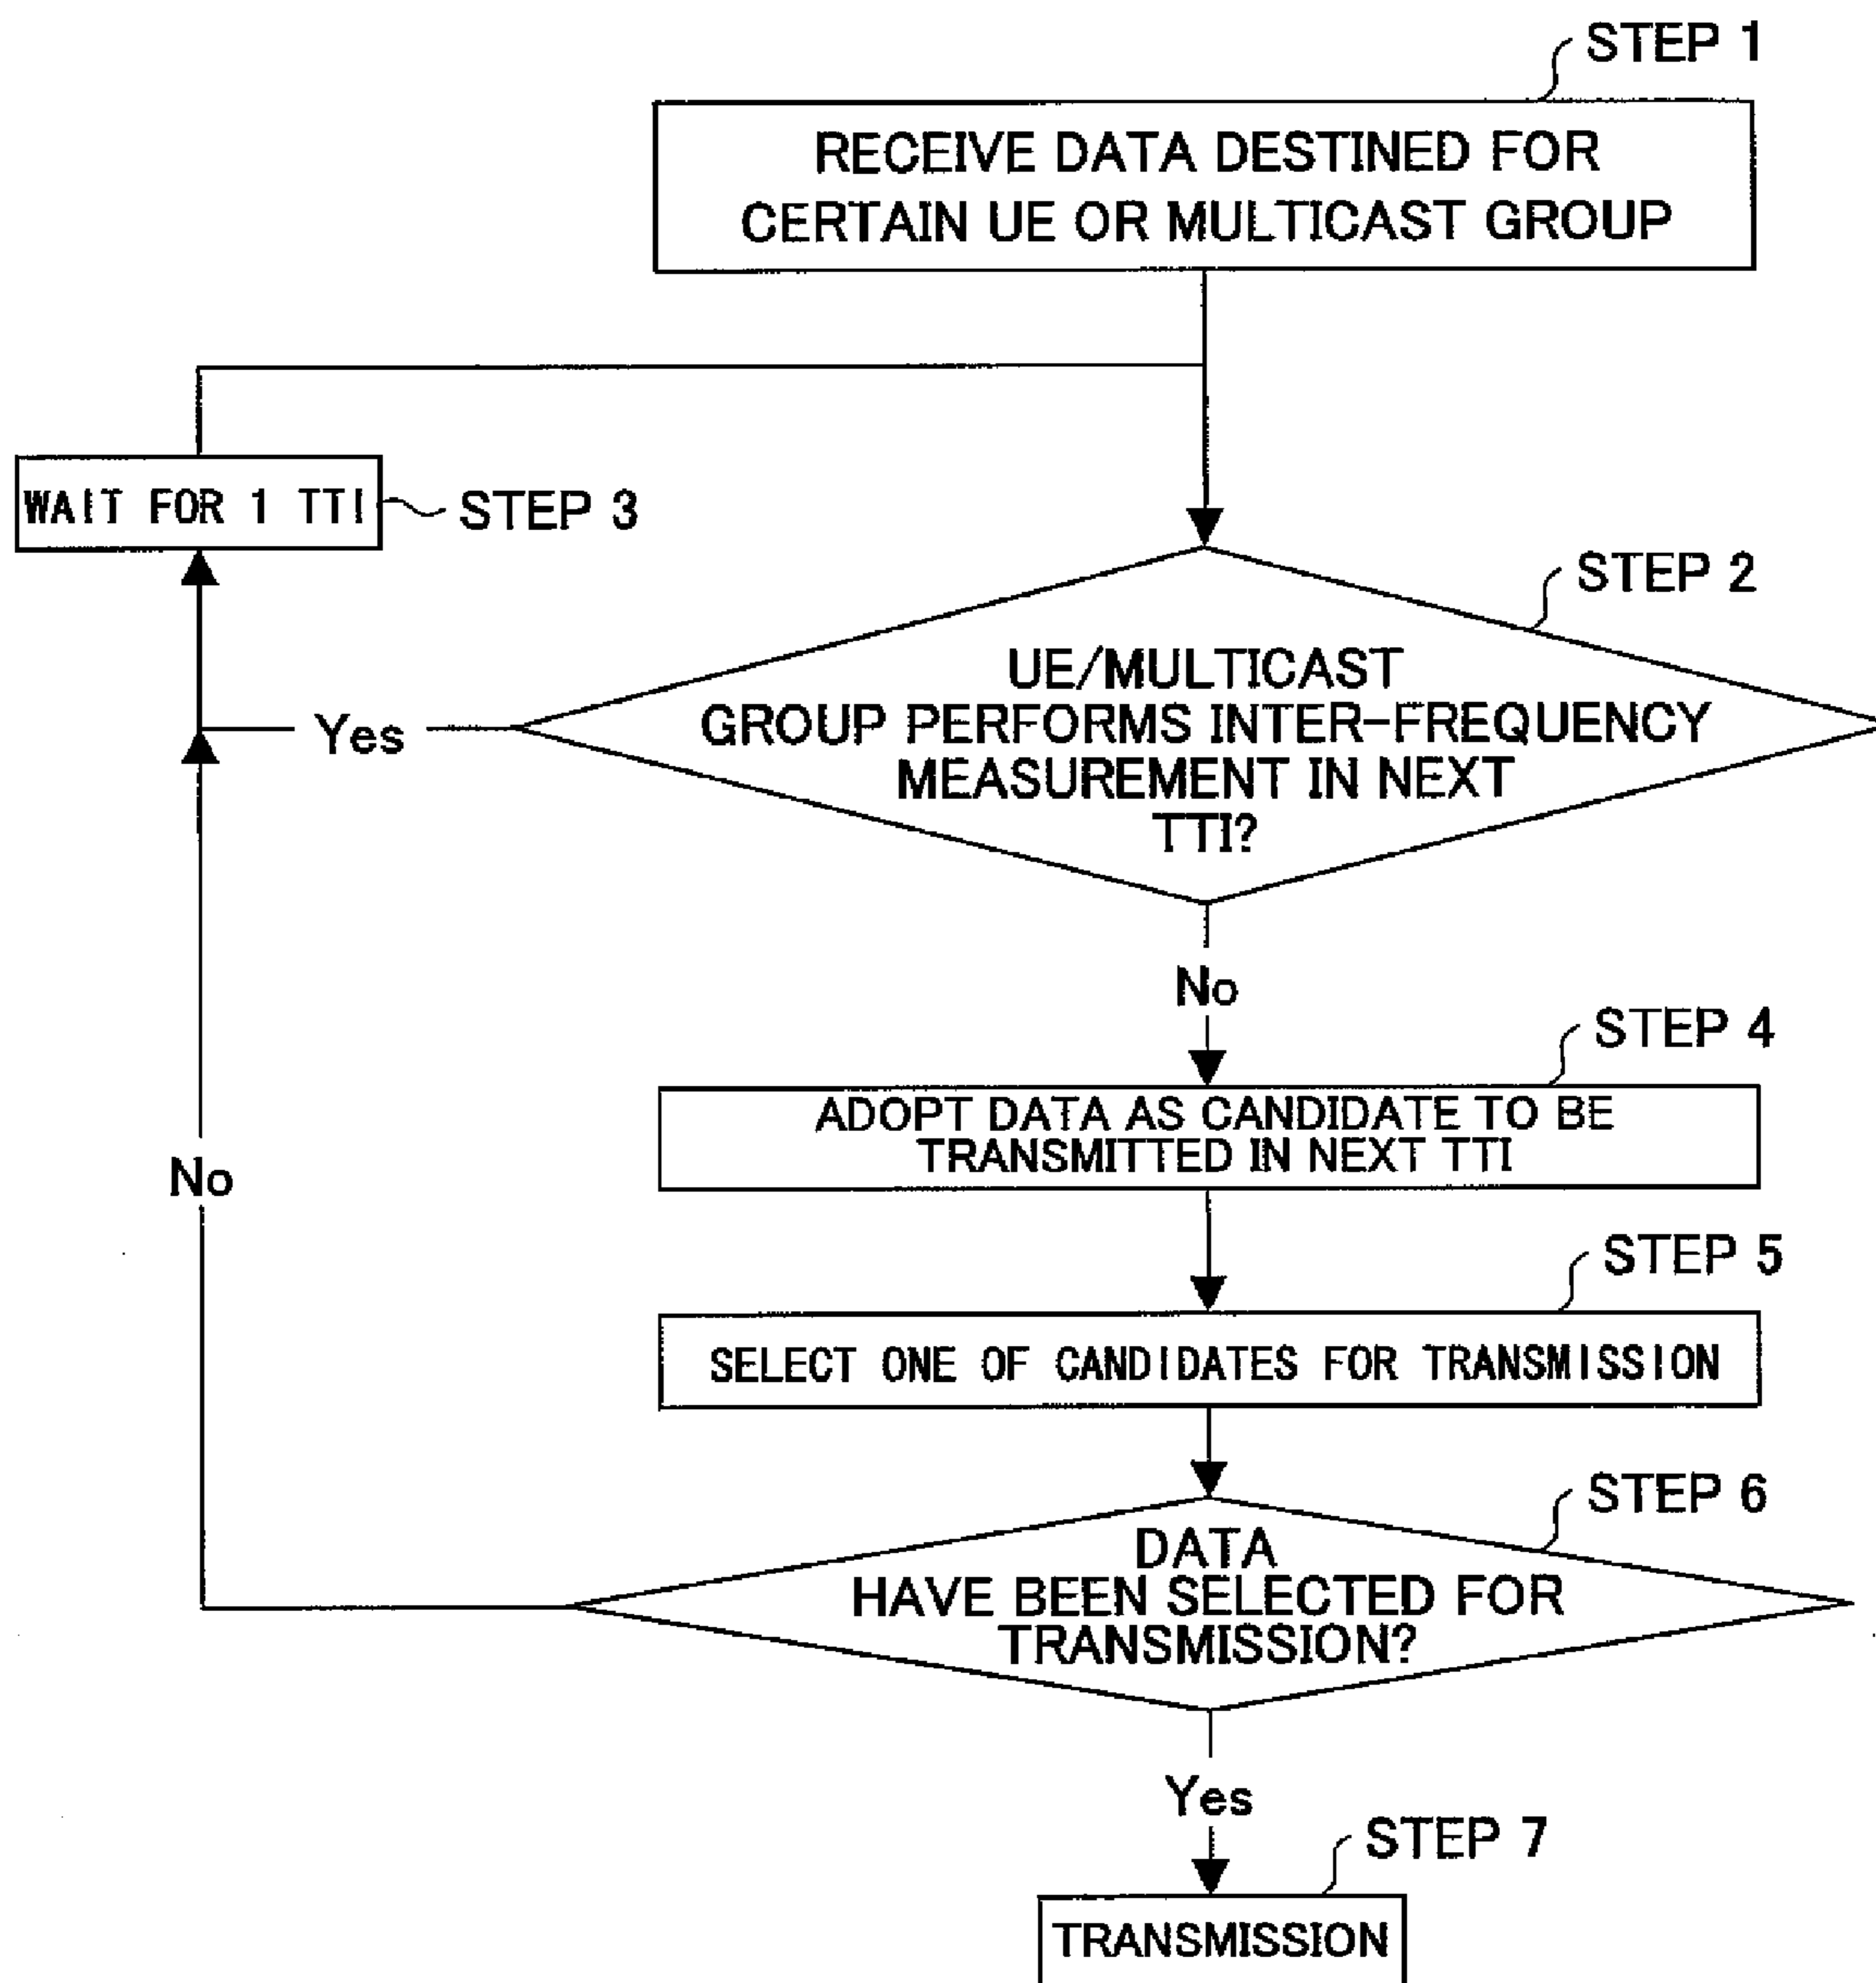 STEP 1
RECEIVE DATA DESTINED FOR
CERTAIN UE OR MULTICAST GROUP
WAIT FOR 1 TTI
STEP 3
STEP 2
UE/MULTICAST
GROUP PERFORMS INTER-FREQUENCY
MEASUREMENT IN NEXT
TTI?
Yes
No
STEP 4
ADOPT DATA AS CANDIDATE TO BE
TRANSMITTED IN NEXT TTI
No
STEP 5
SELECT ONE OF CANDIDATES FOR TRANSMISSION
STEP 6
DATA
HAVE BEEN SELECTED FOR
TRANSMISSION?
Yes
STEP 7
TRANSMISSION